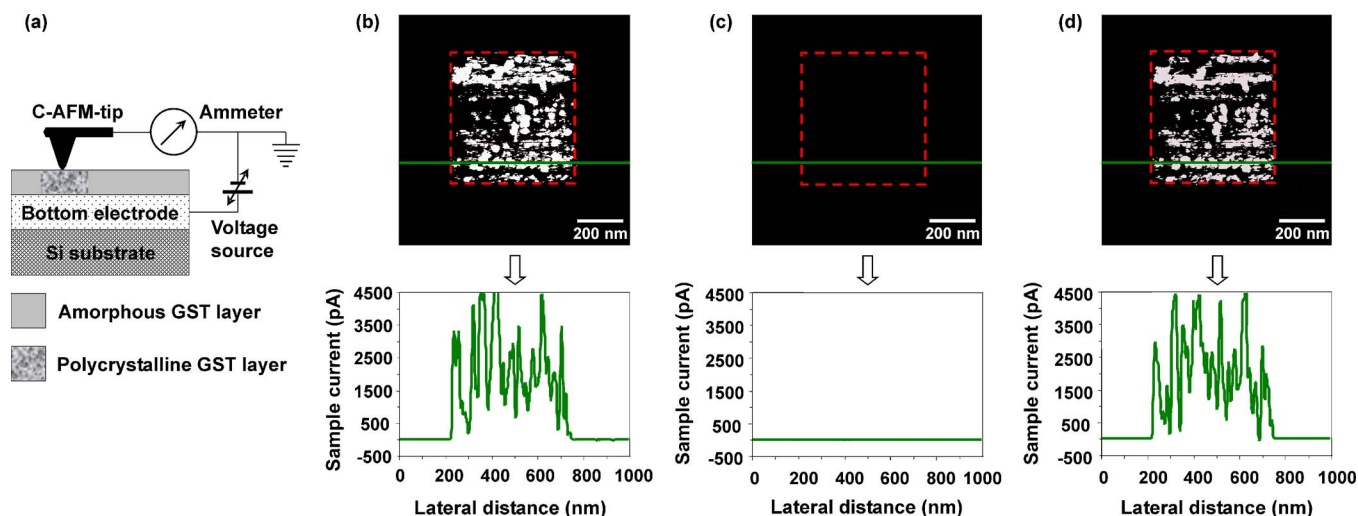 (a)
C-AFM-tip
Ammeter
Bottom electrode
Si substrate
Voltage
source
Amorphous GST layer
Polycrystalline GST layer
(b)
200 nm
4500
3500
2500
1500
500
-500
Sample current (pA)
0 200 400 600 800 1000
Lateral distance (nm)
(c)
200 nm
4500
3500
2500
1500
500
-500
Sample current (pA)
0 200 400 600 800 1000
Lateral distance (nm)
(d)
200 nm
4500
3500
2500
1500
500
-500
Sample current (pA)
0 200 400 600 800 1000
Lateral distance (nm)